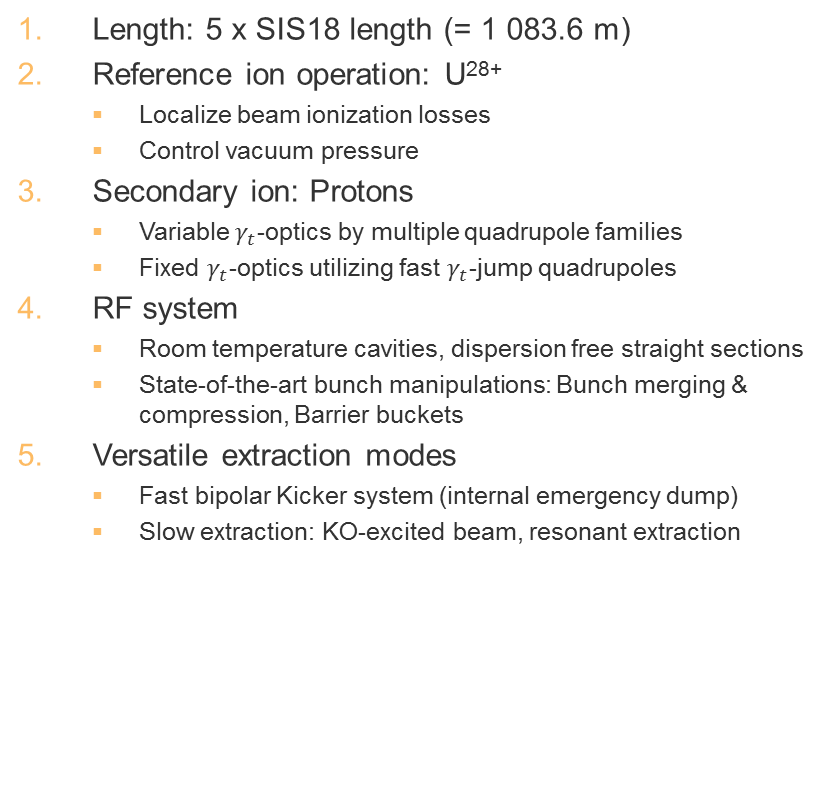 1. Length: 5 x SIS18 length (= 1 083.6 m)
2. Reference ion operation: U²⁸⁺
▪ Localize beam ionization losses
▪ Control vacuum pressure
3. Secondary ion: Protons
▪ Variable γₜ-optics by multiple quadrupole families
▪ Fixed γₜ-optics utilizing fast γₜ-jump quadrupoles
4. RF system
▪ Room temperature cavities, dispersion free straight sections
▪ State-of-the-art bunch manipulations: Bunch merging &
compression, Barrier buckets
5. Versatile extraction modes
▪ Fast bipolar Kicker system (internal emergency dump)
▪ Slow extraction: KO-excited beam, resonant extraction